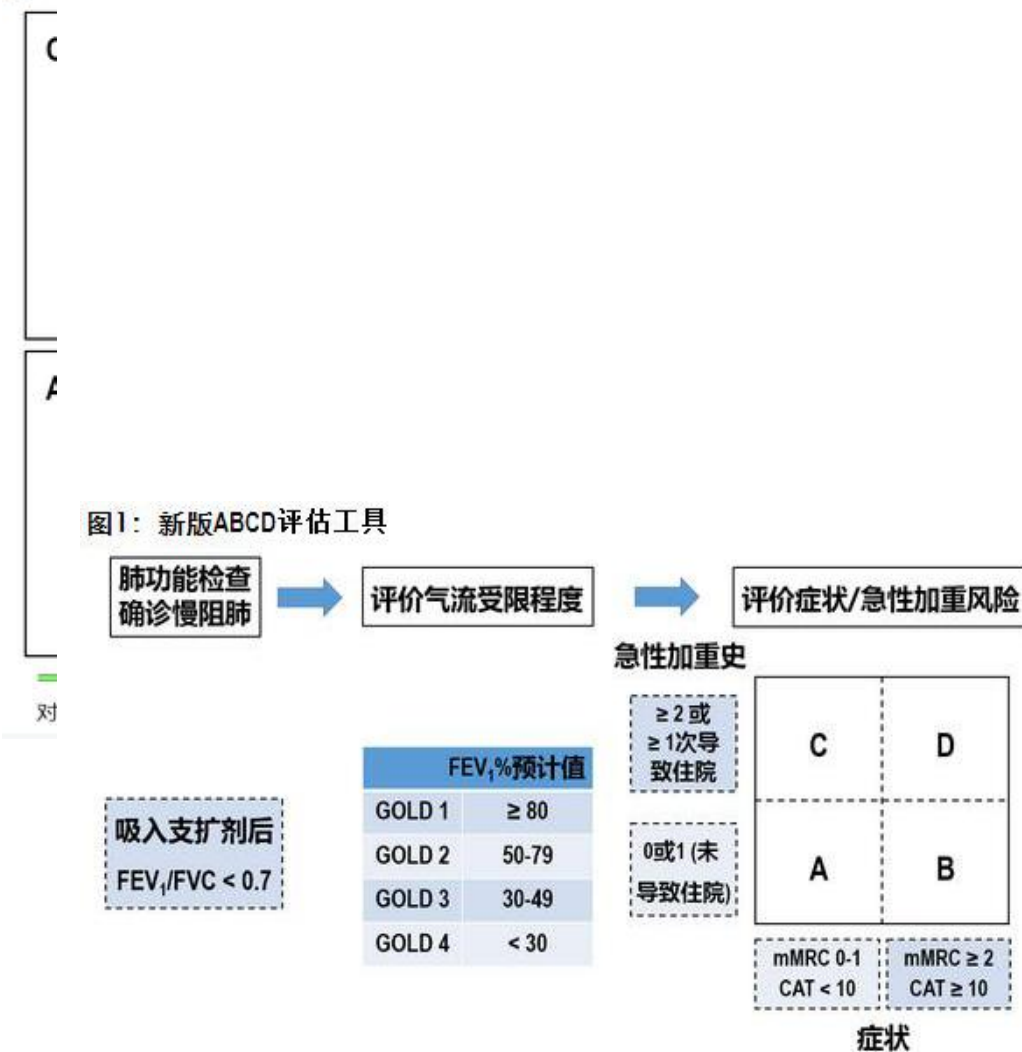 C
A
对
图1: 新版ABCD评估工具
肺功能检查
确诊慢阻肺
评价气流受限程度
评价症状/急性加重风险
急性加重史
≥ 2 或
≥ 1次导
致住院
C
D
FEV₁%预计值
GOLD 1 ≥ 80
GOLD 2 50-79
GOLD 3 30-49
GOLD 4 < 30
吸入支扩剂后
FEV₁/FVC < 0.7
0或1 (未
导致住院)
A
B
mMRC 0-1
CAT < 10
mMRC ≥ 2
CAT ≥ 10
症状